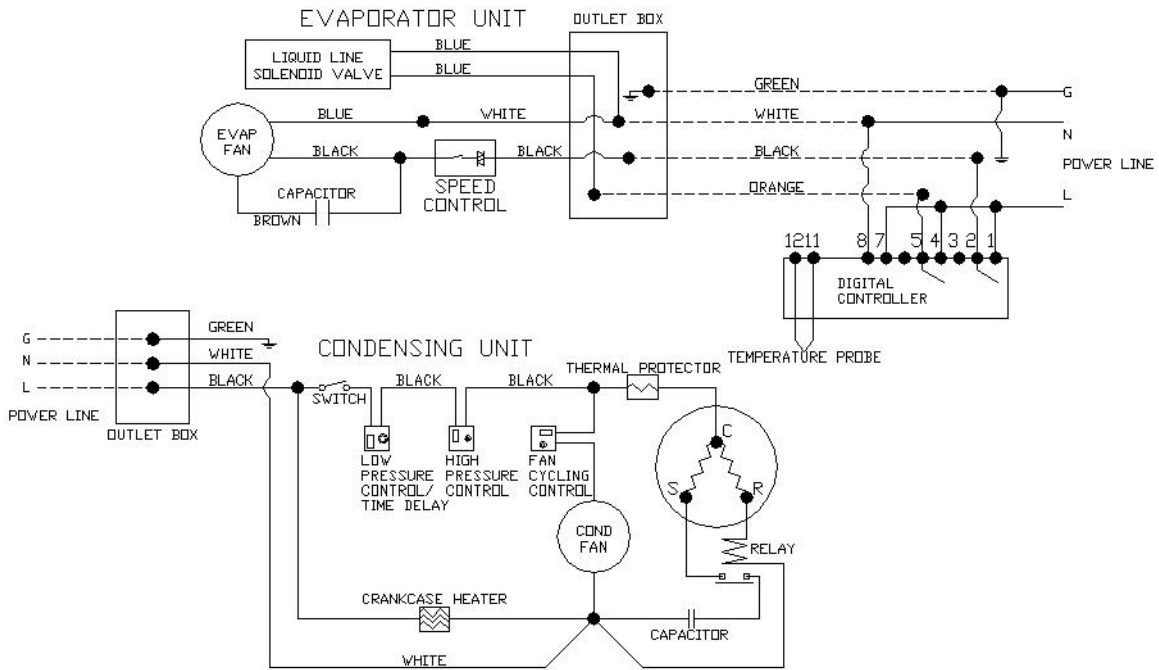 EVAPORATOR UNIT
OUTLET BOX
LIQUID LINE
SOLENOID VALVE
BLUE
BLUE
GREEN
G
EVAP
FAN
BLUE
WHITE
WHITE
N
BLACK
BLACK
BLACK
POWER LINE
SPEED
CONTROL
CAPACITOR
BROWN
ORANGE
L
12 11 8 7 5 4 3 2 1
DIGITAL
CONTROLLER
TEMPERATURE PROBE
G
GREEN
N
WHITE
L
BLACK
POWER LINE
OUTLET BOX
CONDENSING UNIT
SWITCH
BLACK
BLACK
THERMAL PROTECTOR
LOW
PRESSURE
CONTROL/
TIME DELAY
HIGH
PRESSURE
CONTROL
FAN
CYCLING
CONTROL
C
S
R
COND
FAN
RELAY
CRANKCASE HEATER
CAPACITOR
WHITE